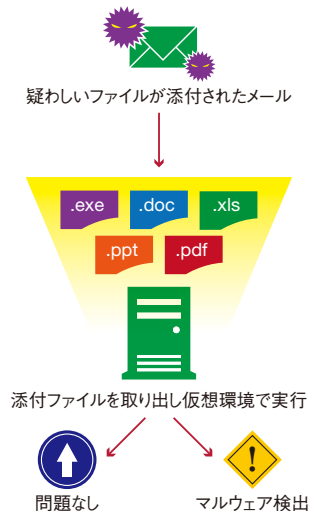 疑わしいファイルが添付されたメール
.exe .doc .xls
.ppt .pdf
添付ファイルを取り出し仮想環境で実行
!
問題なし マルウェア検出